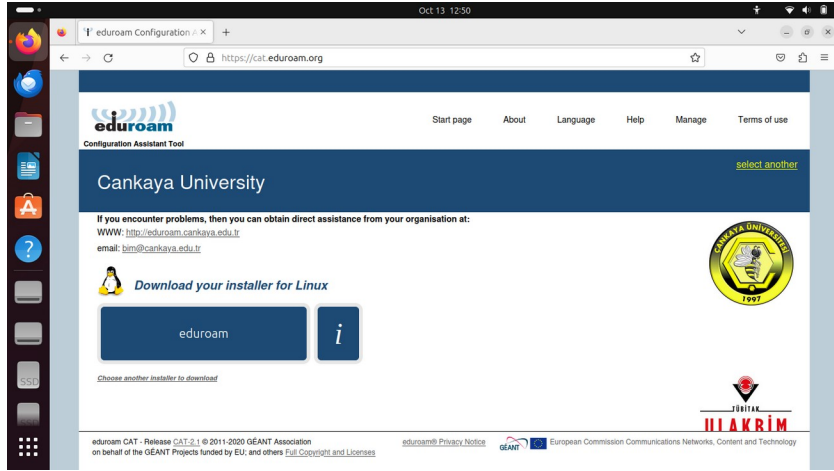 Oct 13 12:50
eduroam Configuration A
https://cat.eduroam.org
eduroam
Configuration Assistant Tool
Start page About Language Help Manage Terms of use
select another
Cankaya University
If you encounter problems, then you can obtain direct assistance from your organisation at:
WWW: http://eduroam.cankaya.edu.tr
email: bim@cankaya.edu.tr
Download your installer for Linux
eduroam i
ÇANKAYA ÜNİVERSİTESİ
1997
Choose another installer to download
TÜBİTAK
ULAKBİM
eduroam CAT - Release CAT-2.1 © 2011-2020 GÉANT Association
on behalf of the GÉANT Projects funded by EU; and others Full Copyright and Licenses
eduroam® Privacy Notice
GÉANT
European Commission Communications Networks, Content and Technology
SSD